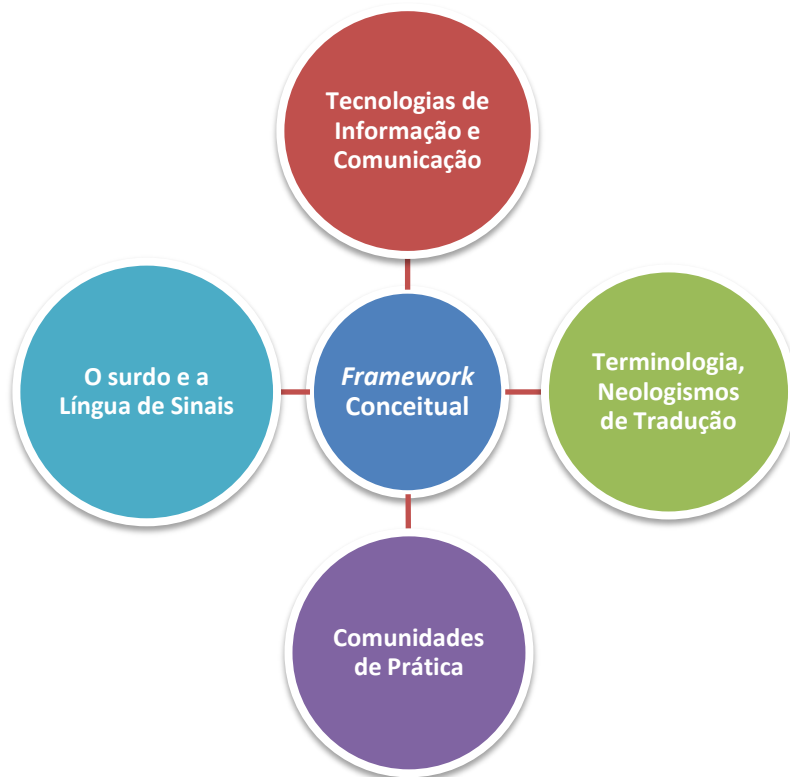 Tecnologias de
Informação e
Comunicação
O surdo e a
Língua de Sinais
Framework
Conceitual
Terminologia,
Neologismos
de Tradução
Comunidades
de Prática